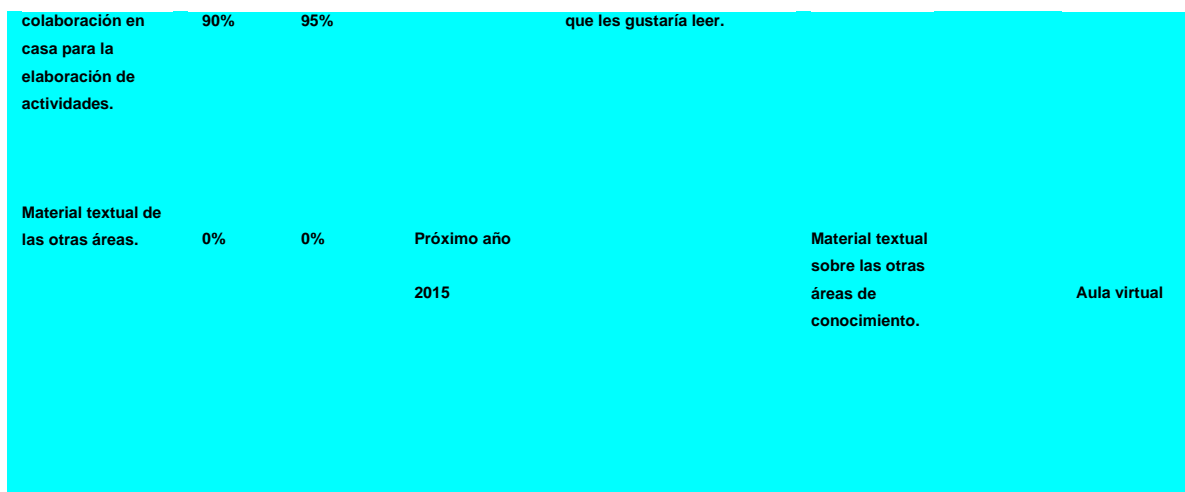 colaboración en 90% 95% que les gustaría leer.
casa para la
elaboración de
actividades.
Material textual de
las otras áreas. 0% 0% Próximo año Material textual
sobre las otras
2015 áreas de Aula virtual
conocimiento.